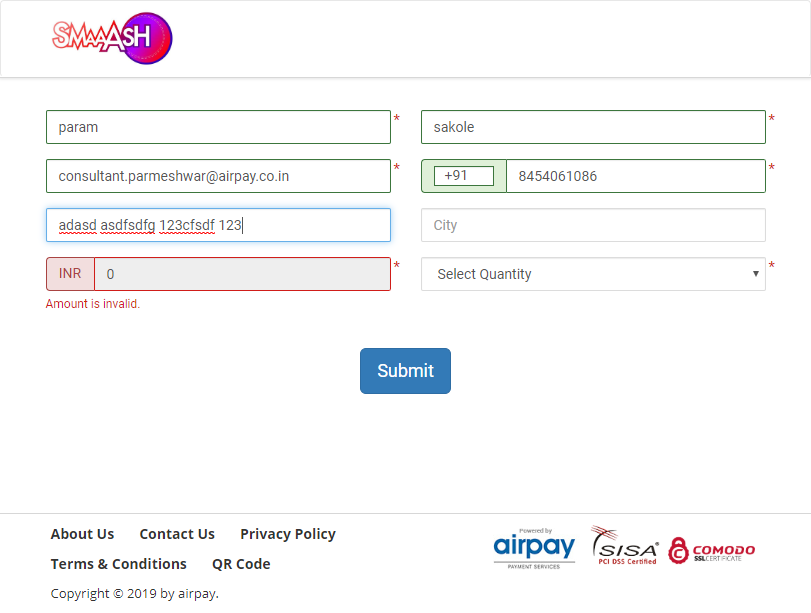 SMAAASH
param * sakole *
consultant.parmeshwar@airpay.co.in * +91 8454061086 *
adasd asdfsdfg 123cfsdf 123 City
INR 0 * Select Quantity *
Amount is invalid.
Submit
About Us Contact Us Privacy Policy
Terms & Conditions QR Code
Copyright © 2019 by airpay.
Powered by
airpay
PAYMENT SERVICES
SISA
PCI DSS Certified
COMODO
SSL CERTIFICATE